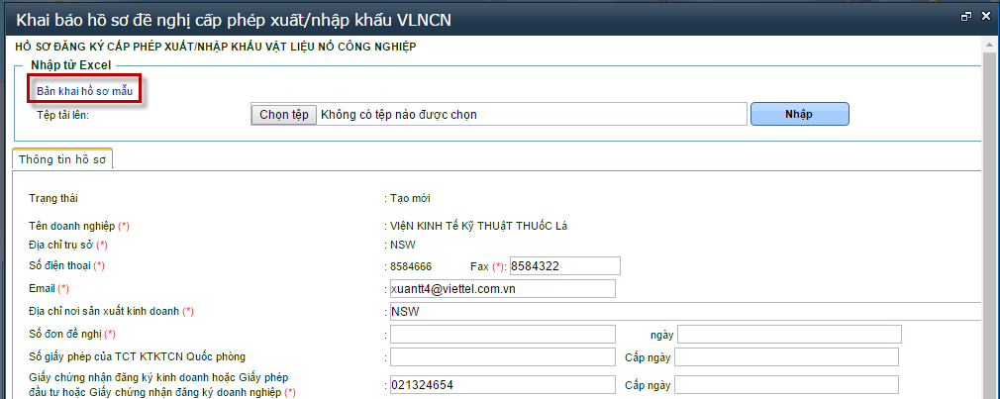 Khai báo hồ sơ đề nghị cấp phép xuất/nhập khẩu VLNCN
HỒ SƠ ĐĂNG KÝ CẤP PHÉP XUẤT/NHẬP KHẨU VẬT LIỆU NỔ CÔNG NGHIỆP
Nhập từ Excel
Bản khai hồ sơ mẫu
Tệp tải lên: Chọn tệp Không có tệp nào được chọn Nhập
Thông tin hồ sơ
Trạng thái : Tạo mới
Tên doanh nghiệp (*) : VIệN KINH Tế Kỹ THUậT THUốC Lá
Địa chỉ trụ sở (*) : NSW
Số điện thoại (*) : 8584666 Fax (*): 8584322
Email (*) : xuantt4@viettel.com.vn
Địa chỉ nơi sản xuất kinh doanh (*) : NSW
Số đơn đề nghị (*) : ngày
Số giấy phép của TCT KTKTCN Quốc phòng : Cấp ngày
Giấy chứng nhận đăng ký kinh doanh hoặc Giấy phép
đầu tư hoặc Giấy chứng nhận đăng ký doanh nghiệp (*) : 021324654 Cấp ngày